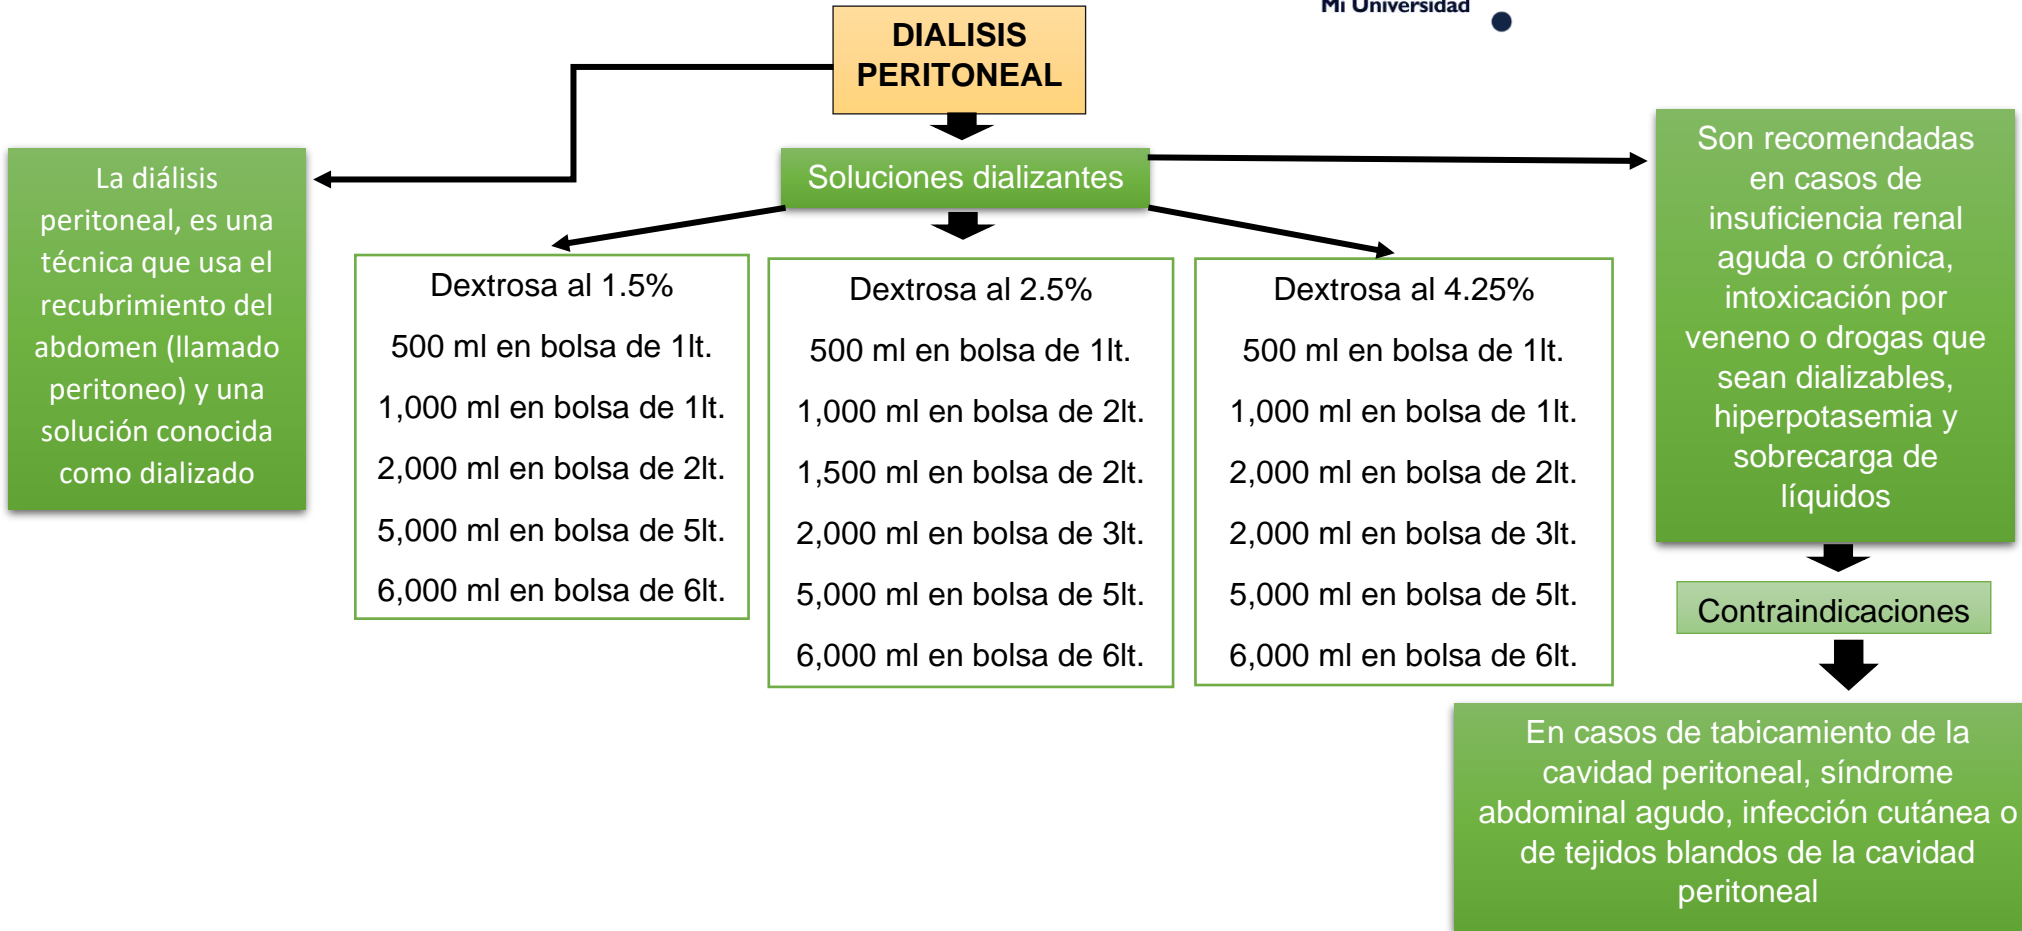 Mi Universidad
DIALISIS
PERITONEAL
La diálisis
peritoneal, es una
técnica que usa el
recubrimiento del
abdomen (llamado
peritoneo) y una
solución conocida
como dializado
Soluciones dializantes
Dextrosa al 1.5%
500 ml en bolsa de 1lt.
1,000 ml en bolsa de 1lt.
2,000 ml en bolsa de 2lt.
5,000 ml en bolsa de 5lt.
6,000 ml en bolsa de 6lt.
Dextrosa al 2.5%
500 ml en bolsa de 1lt.
1,000 ml en bolsa de 2lt.
1,500 ml en bolsa de 2lt.
2,000 ml en bolsa de 3lt.
5,000 ml en bolsa de 5lt.
6,000 ml en bolsa de 6lt.
Dextrosa al 4.25%
500 ml en bolsa de 1lt.
1,000 ml en bolsa de 1lt.
2,000 ml en bolsa de 2lt.
2,000 ml en bolsa de 3lt.
5,000 ml en bolsa de 5lt.
6,000 ml en bolsa de 6lt.
Son recomendadas
en casos de
insuficiencia renal
aguda o crónica,
intoxicación por
veneno o drogas que
sean dializables,
hiperpotasemia y
sobrecarga de
líquidos
Contraindicaciones
En casos de tabicamiento de la
cavidad peritoneal, síndrome
abdominal agudo, infección cutánea o
de tejidos blandos de la cavidad
peritoneal